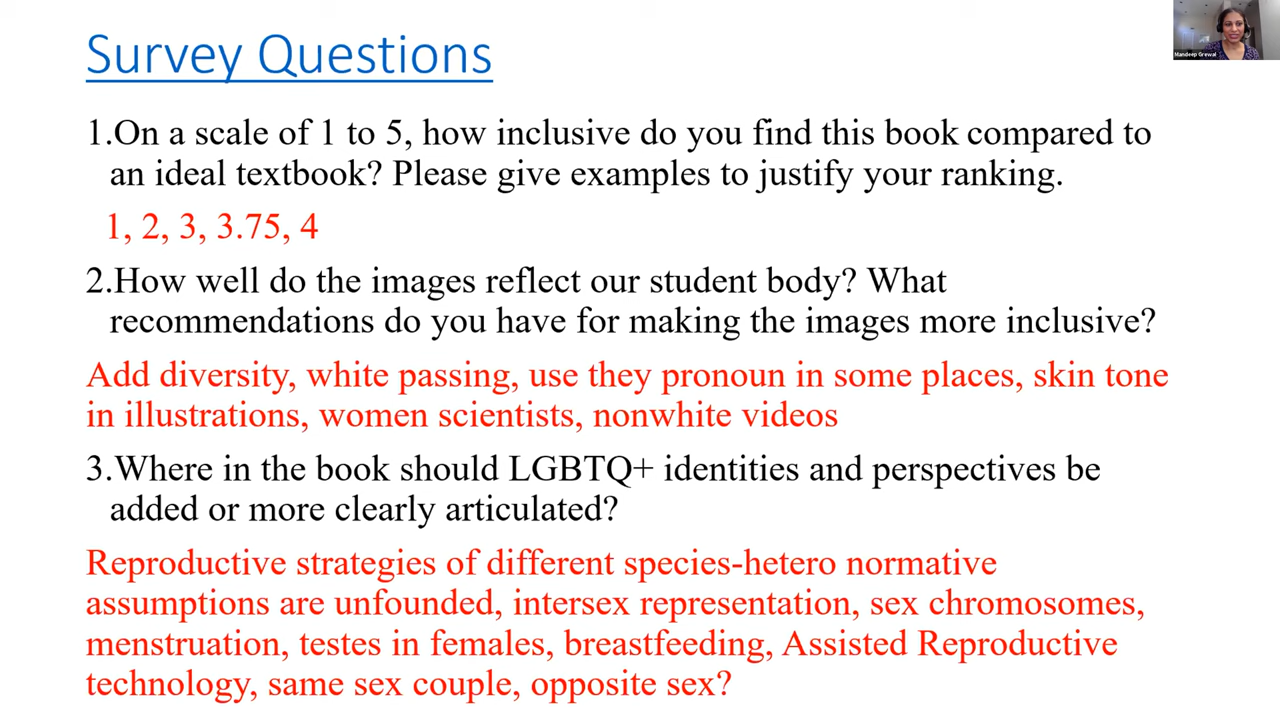 Survey Questions
Mandeep Grewal
1.On a scale of 1 to 5, how inclusive do you find this book compared to
an ideal textbook? Please give examples to justify your ranking.
1, 2, 3, 3.75, 4
2.How well do the images reflect our student body? What
recommendations do you have for making the images more inclusive?
Add diversity, white passing, use they pronoun in some places, skin tone
in illustrations, women scientists, nonwhite videos
3.Where in the book should LGBTQ+ identities and perspectives be
added or more clearly articulated?
Reproductive strategies of different species-hetero normative
assumptions are unfounded, intersex representation, sex chromosomes,
menstruation, testes in females, breastfeeding, Assisted Reproductive
technology, same sex couple, opposite sex?